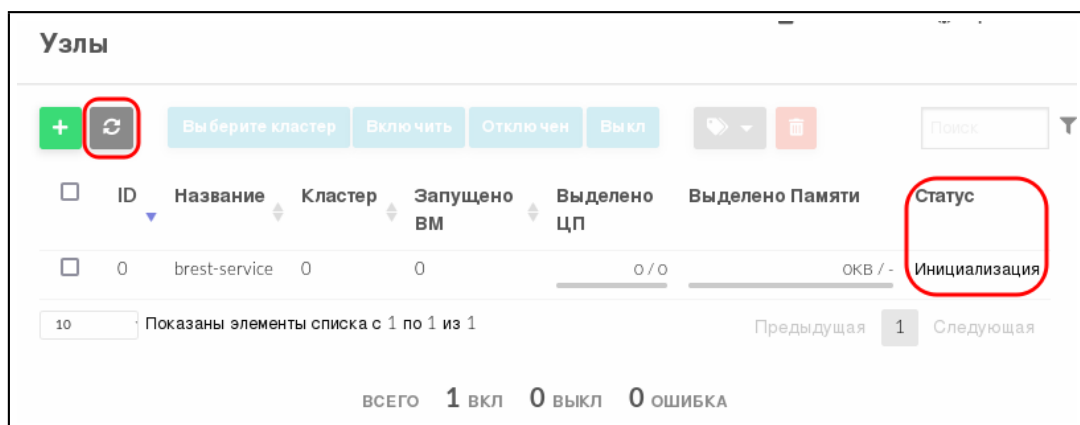 Узлы
+ Выберите кластер Включить Отключен Выкл Поиск
ID Название Кластер Запущено ВМ Выделено ЦП Выделено Памяти Статус
0 brest-service 0 0 0 / 0 0KB / - Инициализация
10 Показаны элементы списка с 1 по 1 из 1 Предыдущая 1 Следующая
ВСЕГО 1 ВКЛ 0 ВЫКЛ 0 ОШИБКА